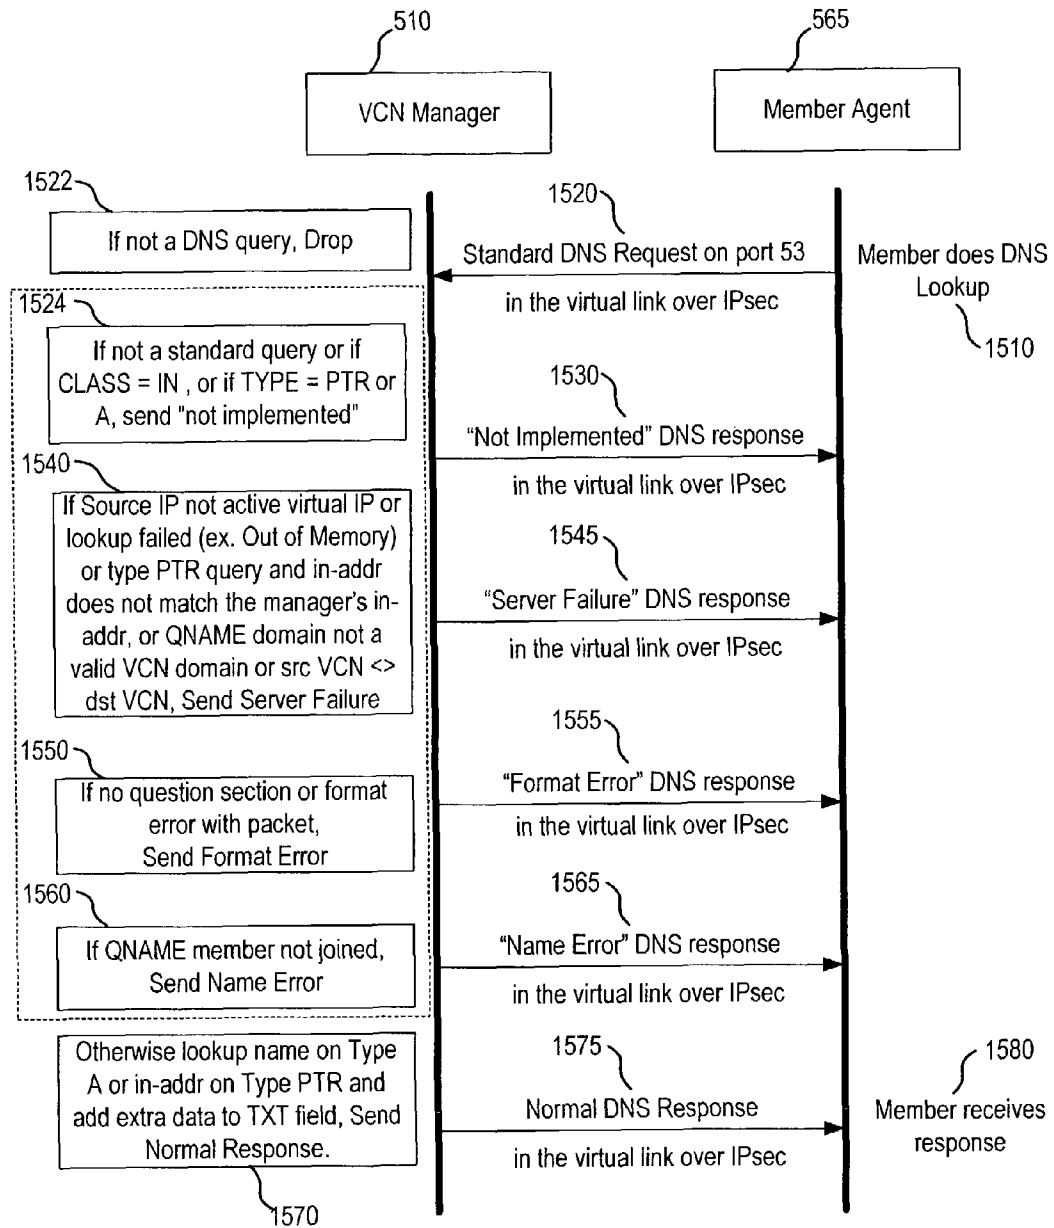 510
565
VCN Manager
Member Agent
1522
If not a DNS query, Drop
1520
Standard DNS Request on port 53
in the virtual link over IPsec
Member does DNS
Lookup
1510
1524
If not a standard query or if
CLASS = IN , or if TYPE = PTR or
A, send "not implemented"
1530
“Not Implemented” DNS response
in the virtual link over IPsec
1540
If Source IP not active virtual IP or
lookup failed (ex. Out of Memory)
or type PTR query and in-addr
does not match the manager's in-
addr, or QNAME domain not a
valid VCN domain or src VCN <>
dst VCN, Send Server Failure
1545
“Server Failure” DNS response
in the virtual link over IPsec
1550
If no question section or format
error with packet,
Send Format Error
1555
“Format Error” DNS response
in the virtual link over IPsec
1560
If QNAME member not joined,
Send Name Error
1565
“Name Error” DNS response
in the virtual link over IPsec
Otherwise lookup name on Type
A or in-addr on Type PTR and
add extra data to TXT field, Send
Normal Response.
1570
1575
Normal DNS Response
in the virtual link over IPsec
1580
Member receives
response